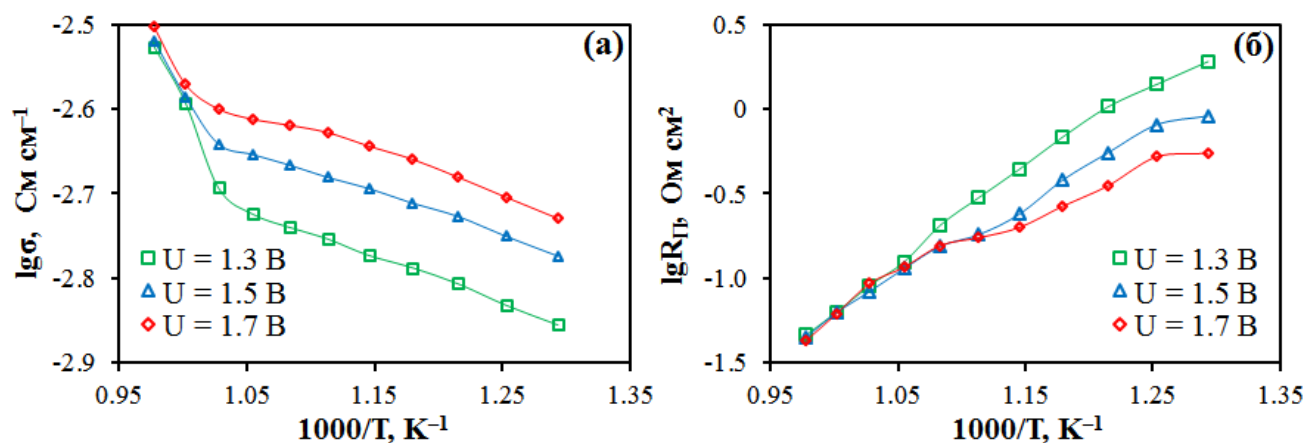 (а)
-2.5
-2.6
-2.7
-2.8
-2.9
lgσ, См см⁻¹
U = 1.3 В
U = 1.5 В
U = 1.7 В
0.95
1.05
1.15
1.25
1.35
1000/T, K⁻¹
(б)
0.5
0
-0.5
-1.0
-1.5
lgRП, Ом см²
U = 1.3 В
U = 1.5 В
U = 1.7 В
0.95
1.05
1.15
1.25
1.35
1000/T, K⁻¹